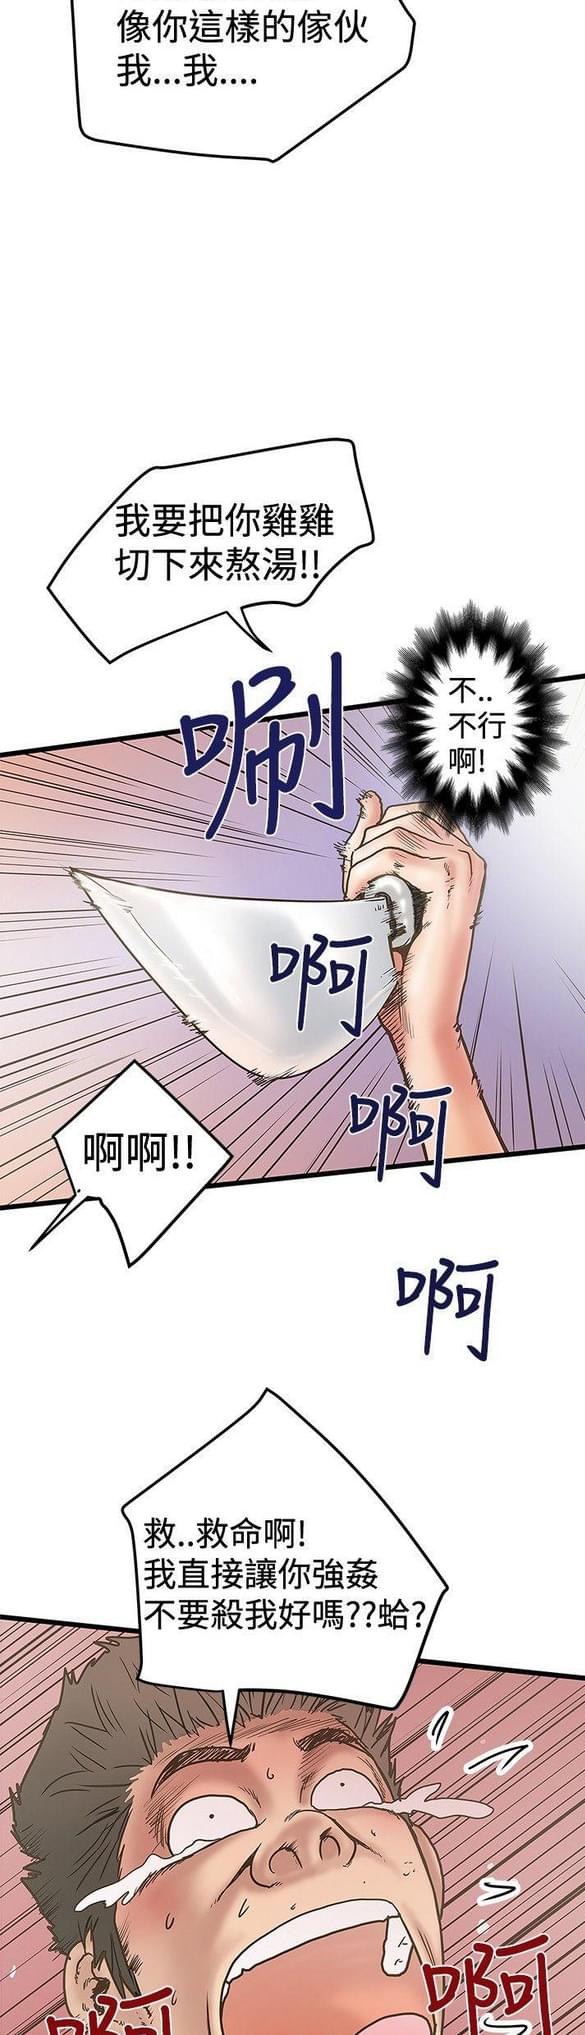 像你這樣的傢伙
我...我....
我要把你雞雞
切下來熬湯!!
不..
不行
啊!
唰
啊
啊
啊啊!!
啊
救..救命啊!
我直接讓你強姦
不要殺我好嗎??蛤?
啊
啊